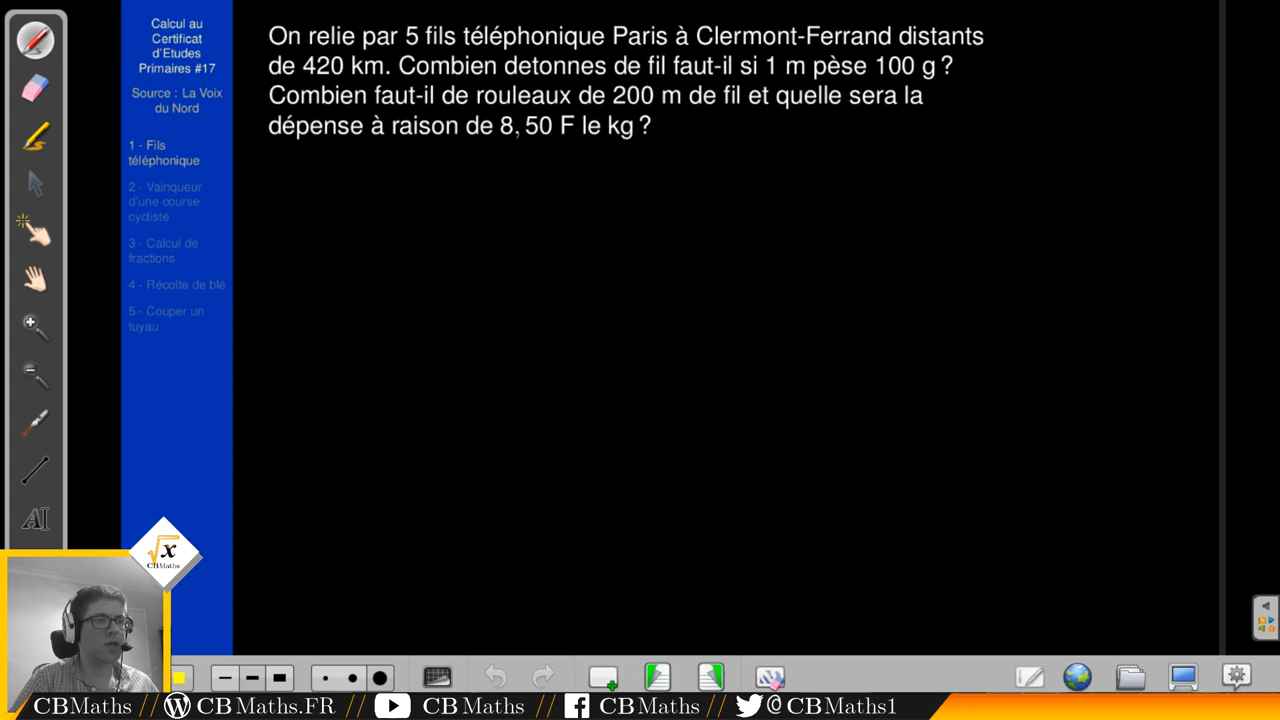 Calcul au
Certificat
d'Etudes
Primaires #17
Source : La Voix
du Nord
1 - Fils
téléphonique
2 - Vainqueur
d'une course
cycliste
3 - Calcul de
fractions
4 - Récolte de blé
5 - Couper un
tuyau
On relie par 5 fils téléphonique Paris à Clermont-Ferrand distants
de 420 km. Combien detonnes de fil faut-il si 1 m pèse 100 g ?
Combien faut-il de rouleaux de 200 m de fil et quelle sera la
dépense à raison de 8, 50 F le kg ?
AI
√x
CBMaths
CBMaths // CBMaths.FR // CBMaths // CBMaths // @CBMaths1